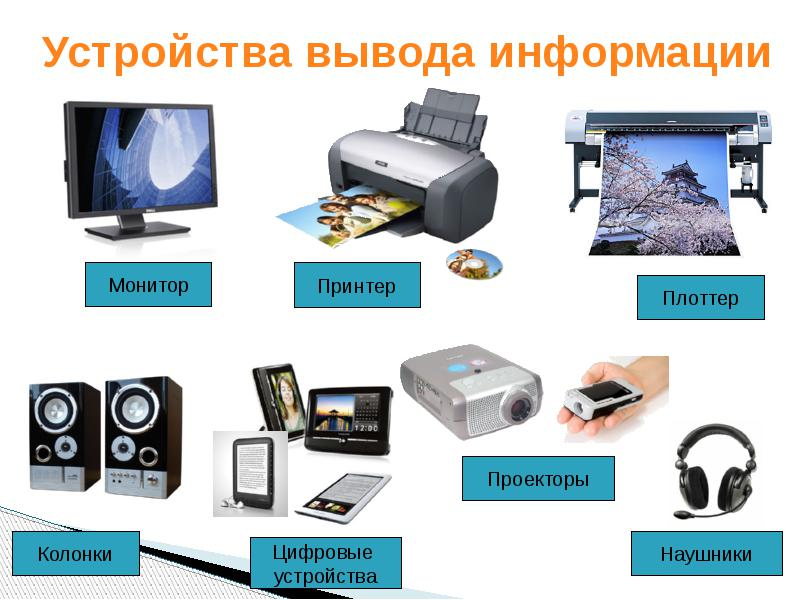 Устройства вывода информации
Монитор
Принтер
Плоттер
Проекторы
Колонки
Цифровые
устройства
Наушники